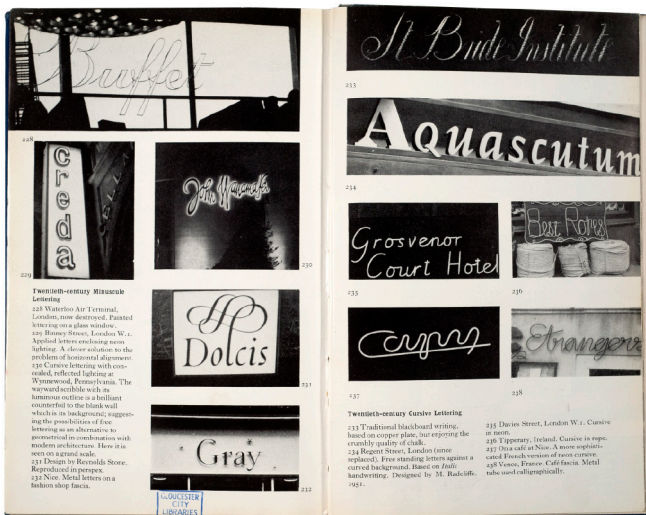 Buffet
228
creda
229
John Wanamaker
230
Twentieth-century Minuscule
Lettering
228 Waterloo Air Terminal,
London, now destroyed. Painted
lettering on a glass window.
229 Binney Street, London W.1.
Applied letters enclosing neon
lighting. A clever solution to the
problem of horizontal alignment.
230 Cursive lettering with con-
cealed, reflected lighting at
Wynnewood, Pennsylvania. The
wayward scribble with its
luminous outline is a brilliant
counterfoil to the blank wall
which is its background; suggest-
ing the possibilities of free
lettering as an alternative to
geometrical in combination with
modern architecture. Here it is
seen on a grand scale.
231 Design by Reynolds Stone.
Reproduced in perspex.
232 Nice. Metal letters on a
fashion shop fascia.
Dolcis
231
Gray
232
GLOUCESTER
CITY
LIBRARIES
St. Bride Institute
233
Aquascutum
234
Grosvenor
Court Hotel
235
Best Ropes
236
237
Etrangers
238
Twentieth-century Cursive Lettering
233 Traditional blackboard writing,
based on copper plate, but enjoying the
crumbly quality of chalk.
234 Regent Street, London (since
replaced). Free standing letters against a
curved background. Based on Italic
handwriting. Designed by M. Radcliffe.
1951.
235 Davies Street, London W.1. Cursive
in neon.
236 Tipperary, Ireland. Cursive in rope.
237 On a café at Nice. A more sophisti-
cated French version of neon cursive.
238 Vence, France. Café fascia. Metal
tube used calligraphically.